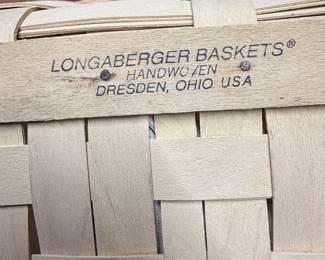 LONGABERGER BASKETS®
HANDWOVEN
DRESDEN, OHIO USA